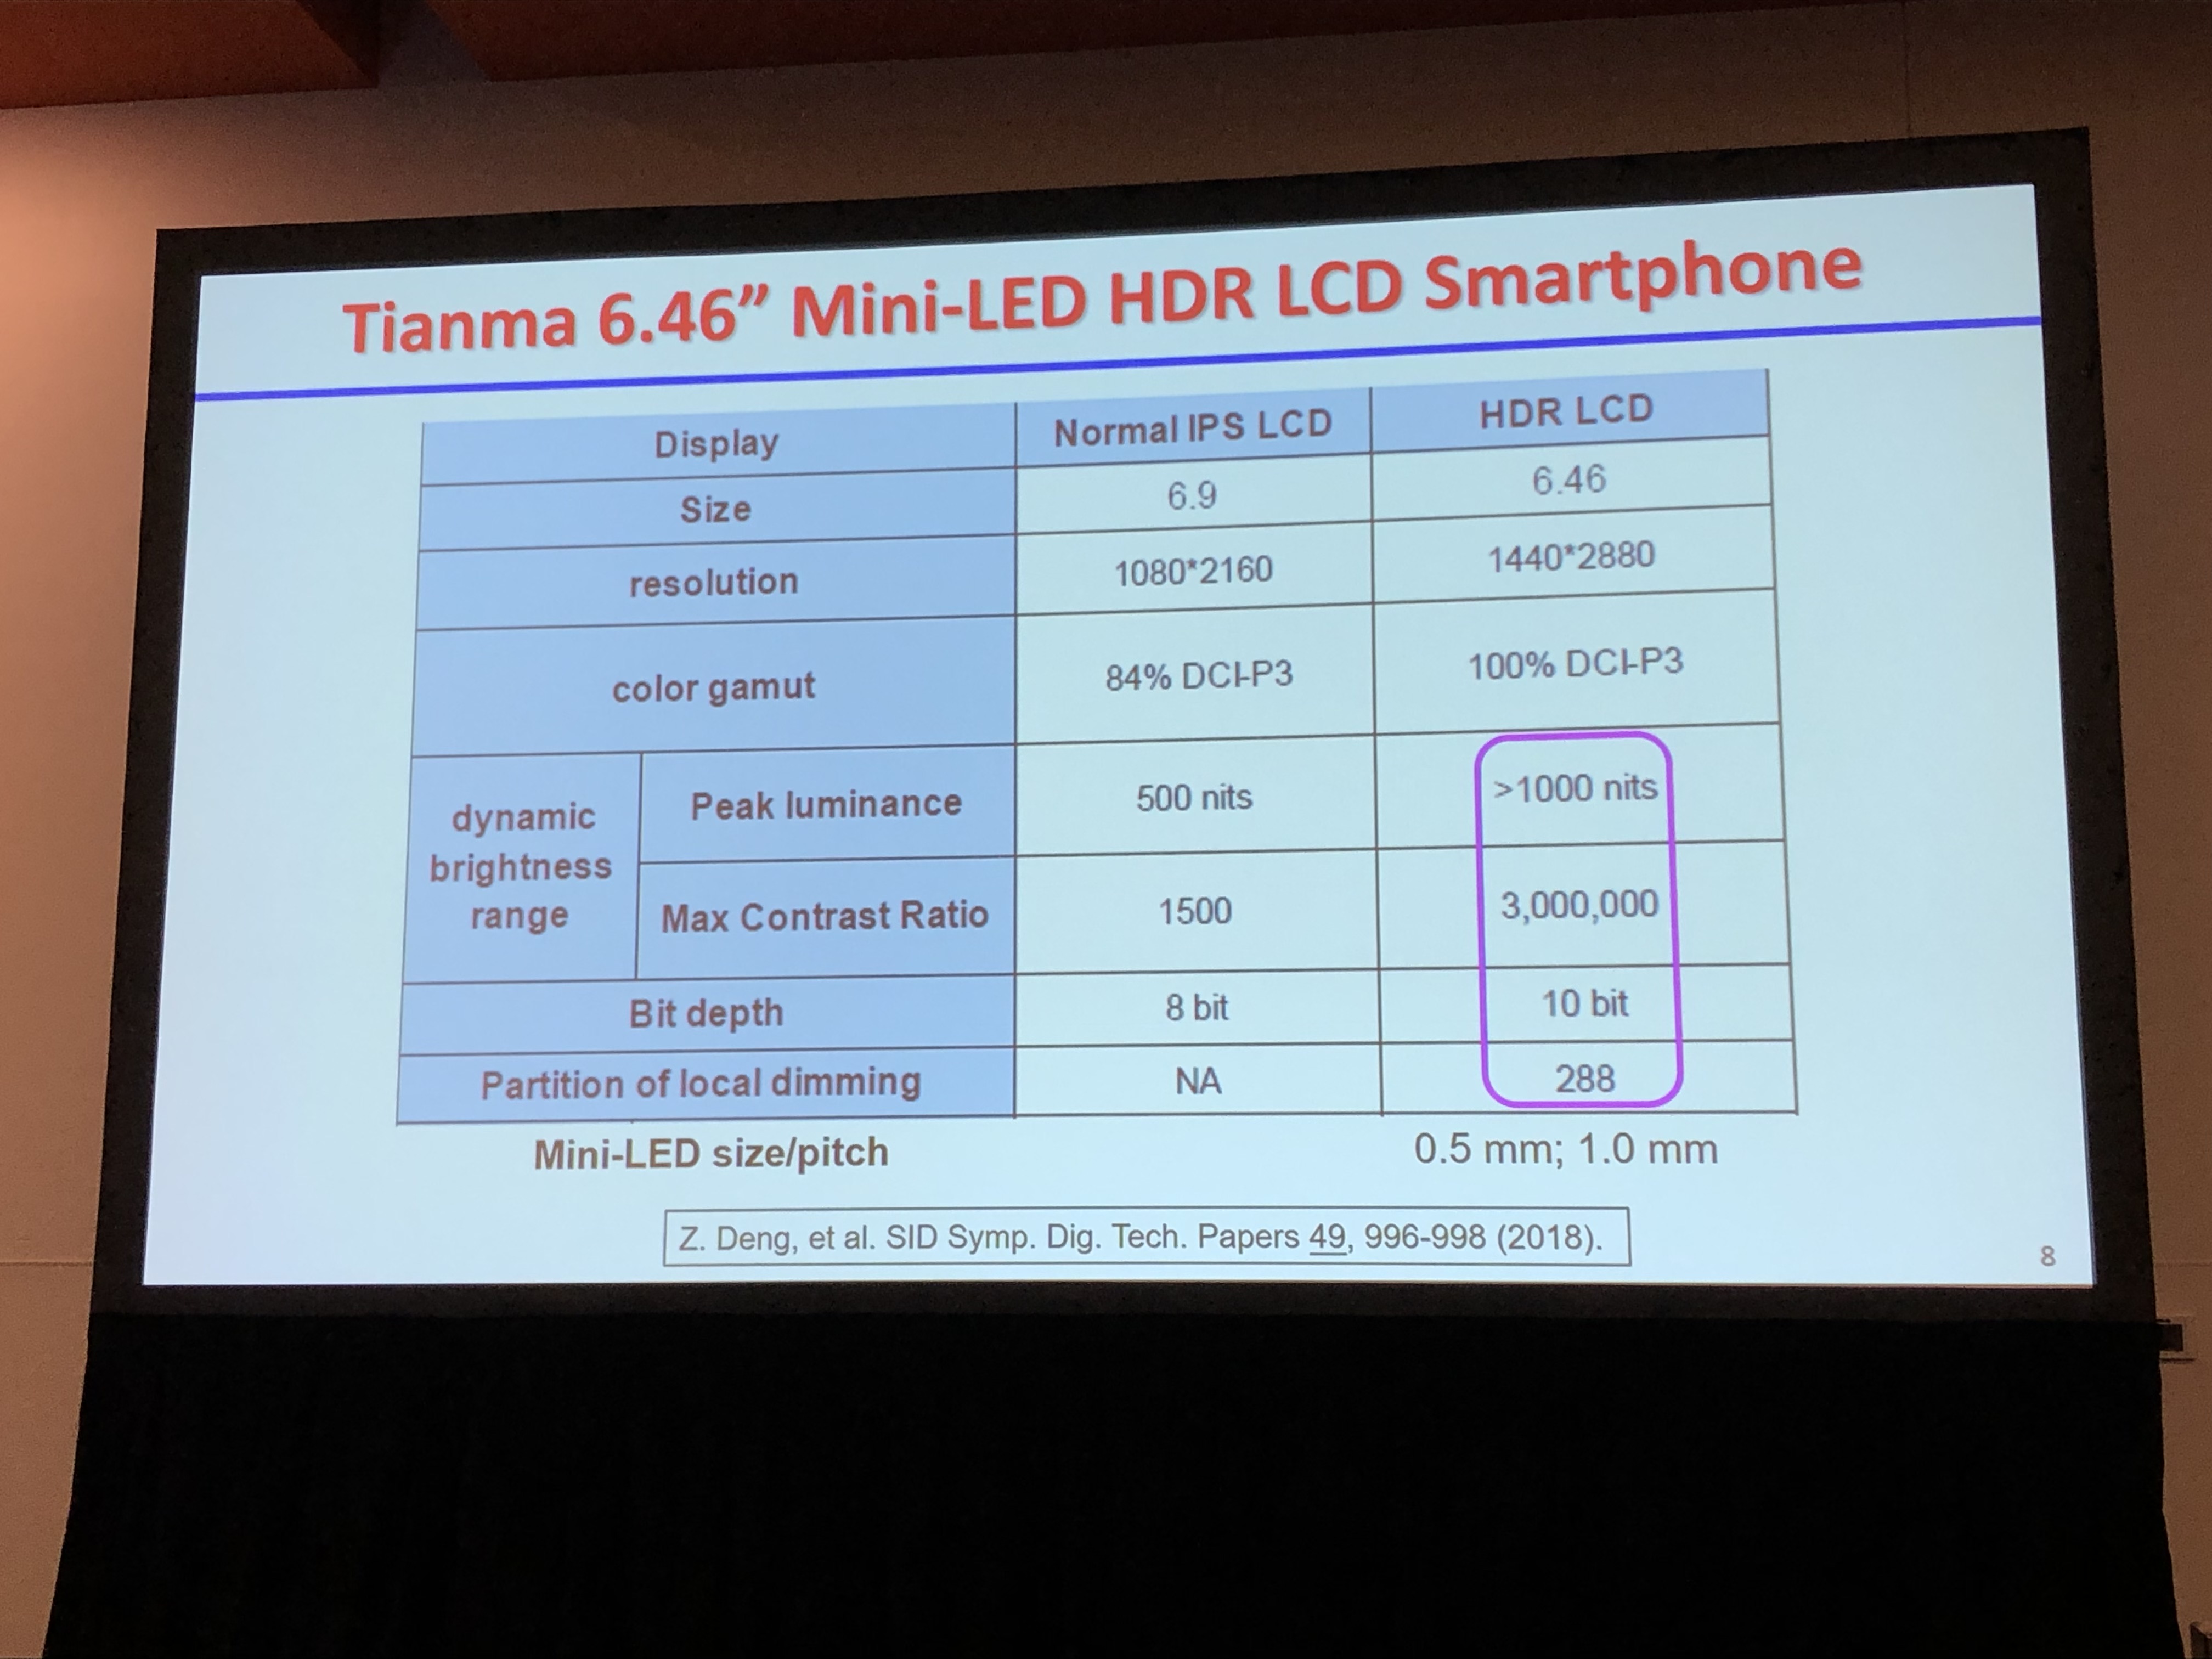 Tianma 6.46” Mini-LED HDR LCD Smartphone
Display Normal IPS LCD HDR LCD
Size 6.9 6.46
resolution 1080*2160 1440*2880
color gamut 84% DCI-P3 100% DCI-P3
dynamic
brightness
range
Peak luminance 500 nits >1000 nits
Max Contrast Ratio 1500 3,000,000
Bit depth 8 bit 10 bit
Partition of local dimming NA 288
Mini-LED size/pitch 0.5 mm; 1.0 mm
Z. Deng, et al. SID Symp. Dig. Tech. Papers 49, 996-998 (2018).
8